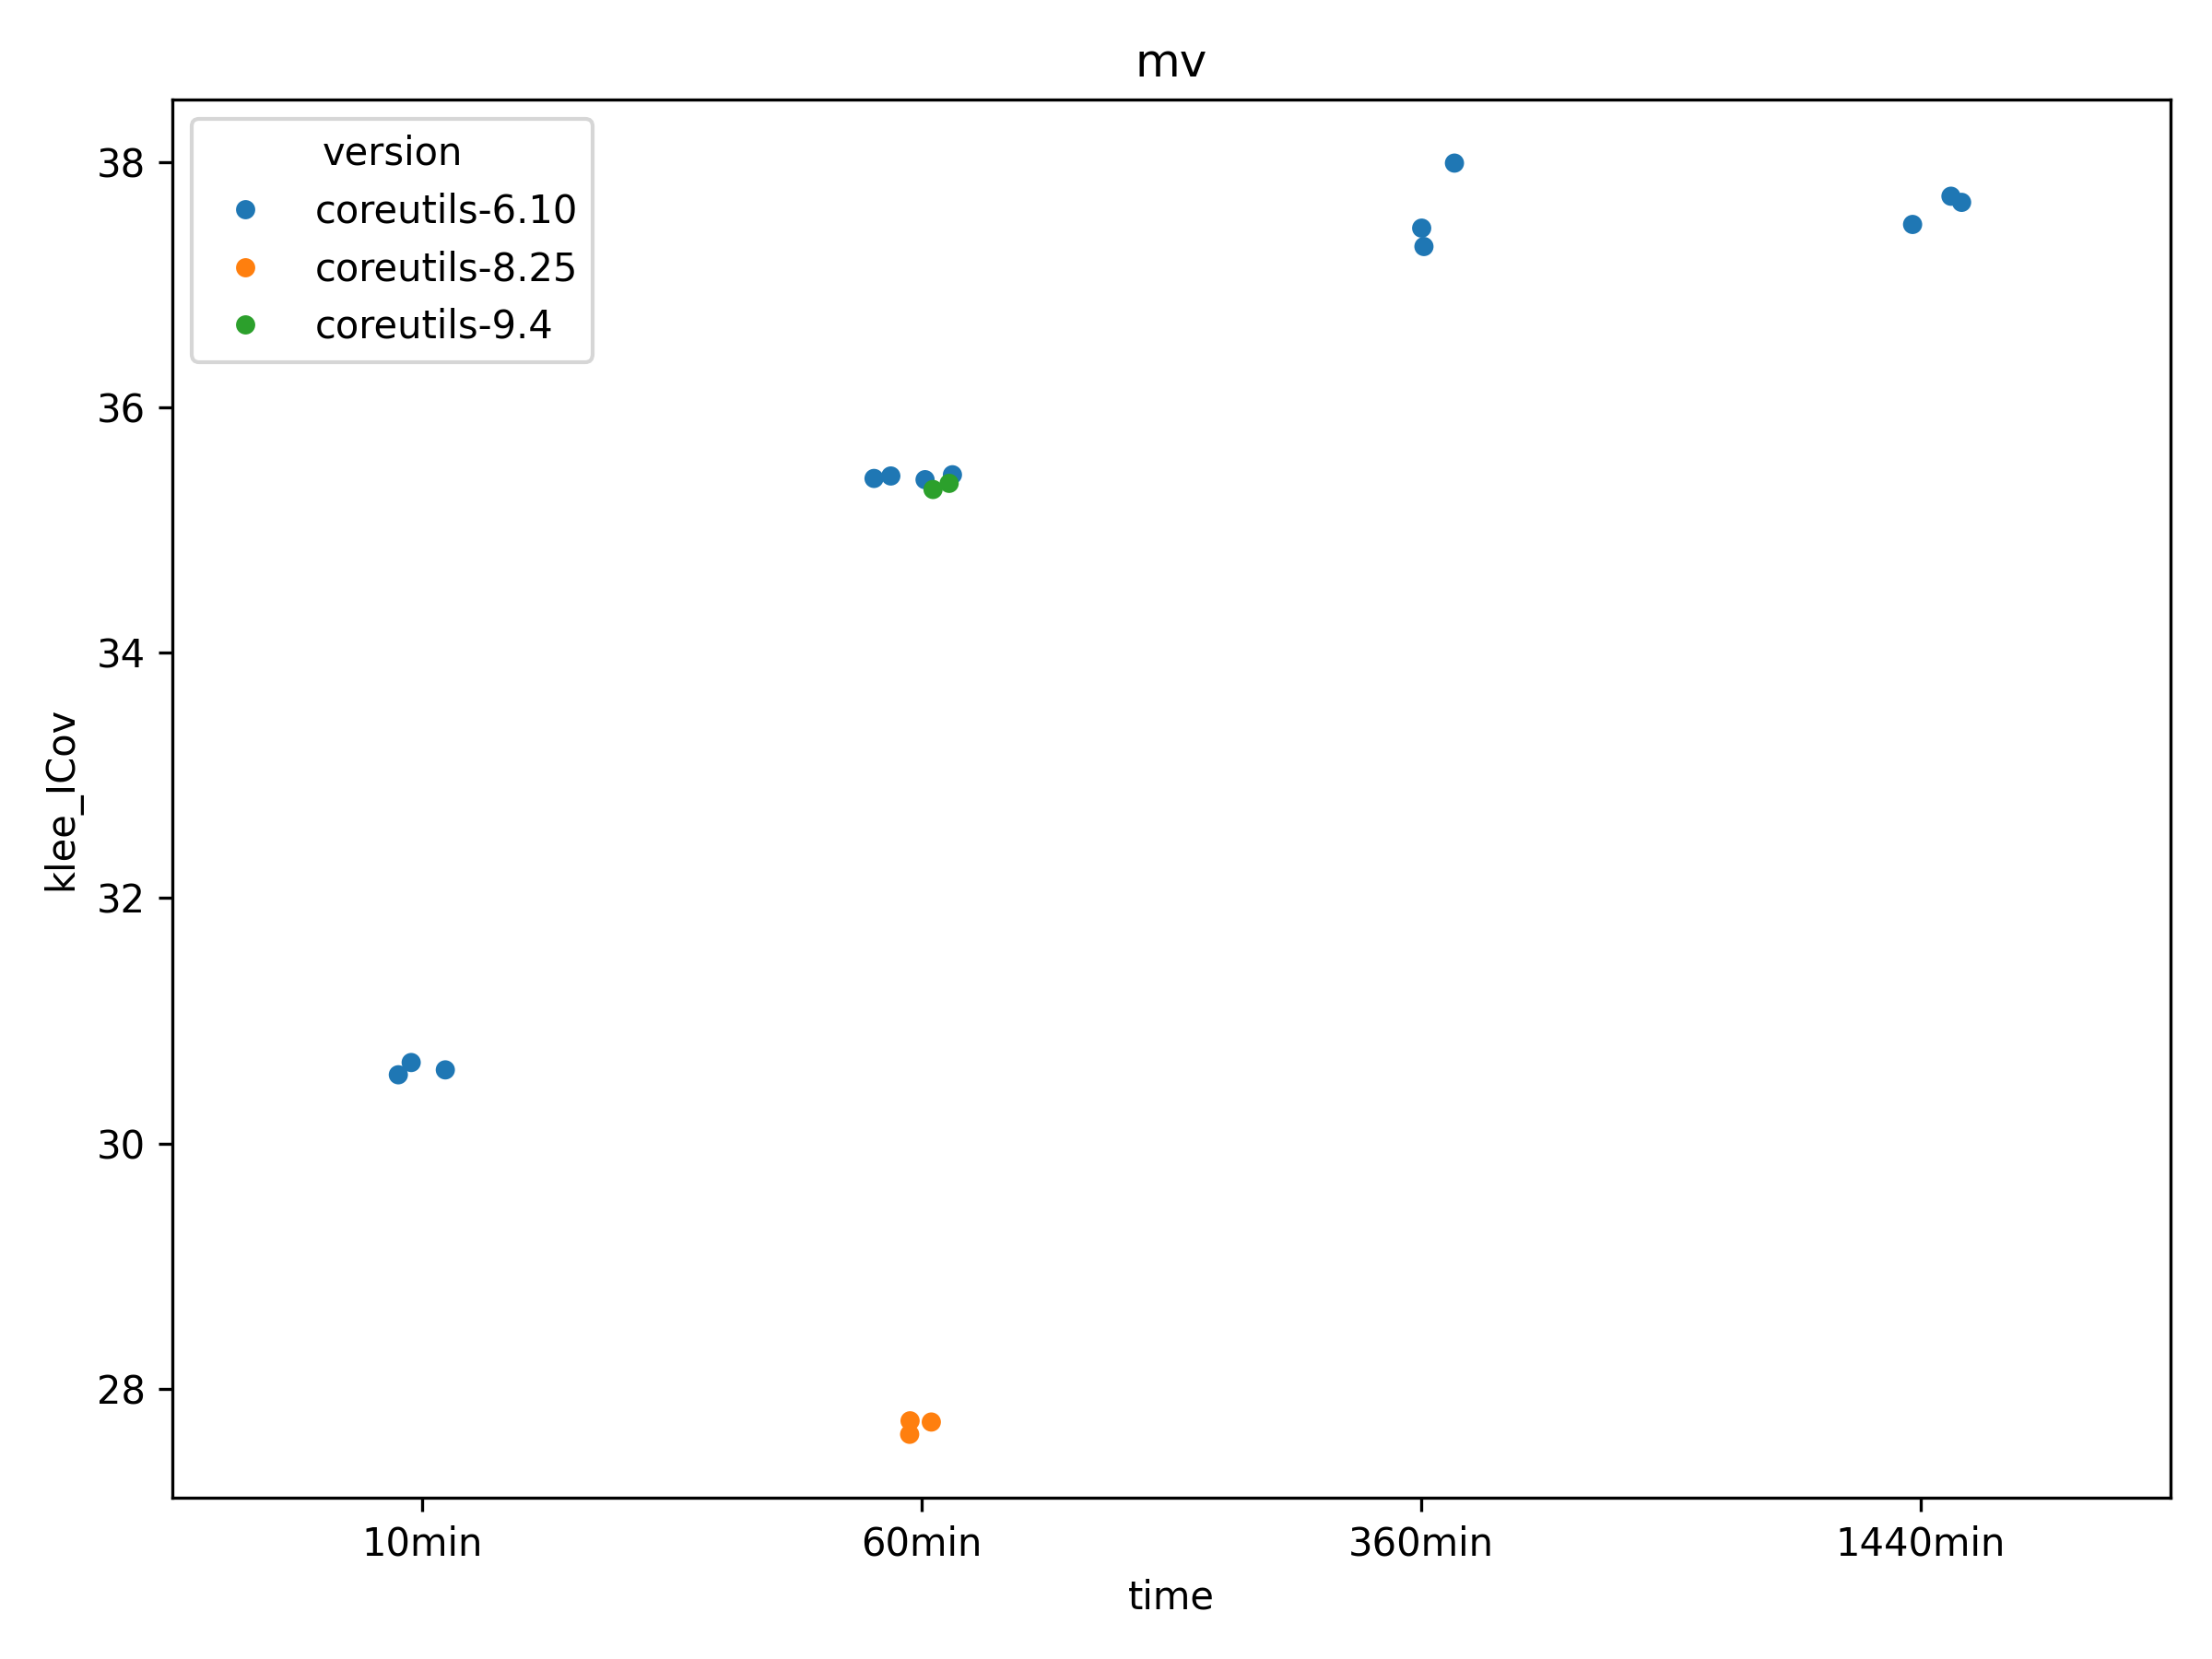 mv
version
coreutils-6.10
coreutils-8.25
coreutils-9.4
38
36
34
32
30
28
klee_ICov
10min
60min
360min
1440min
time